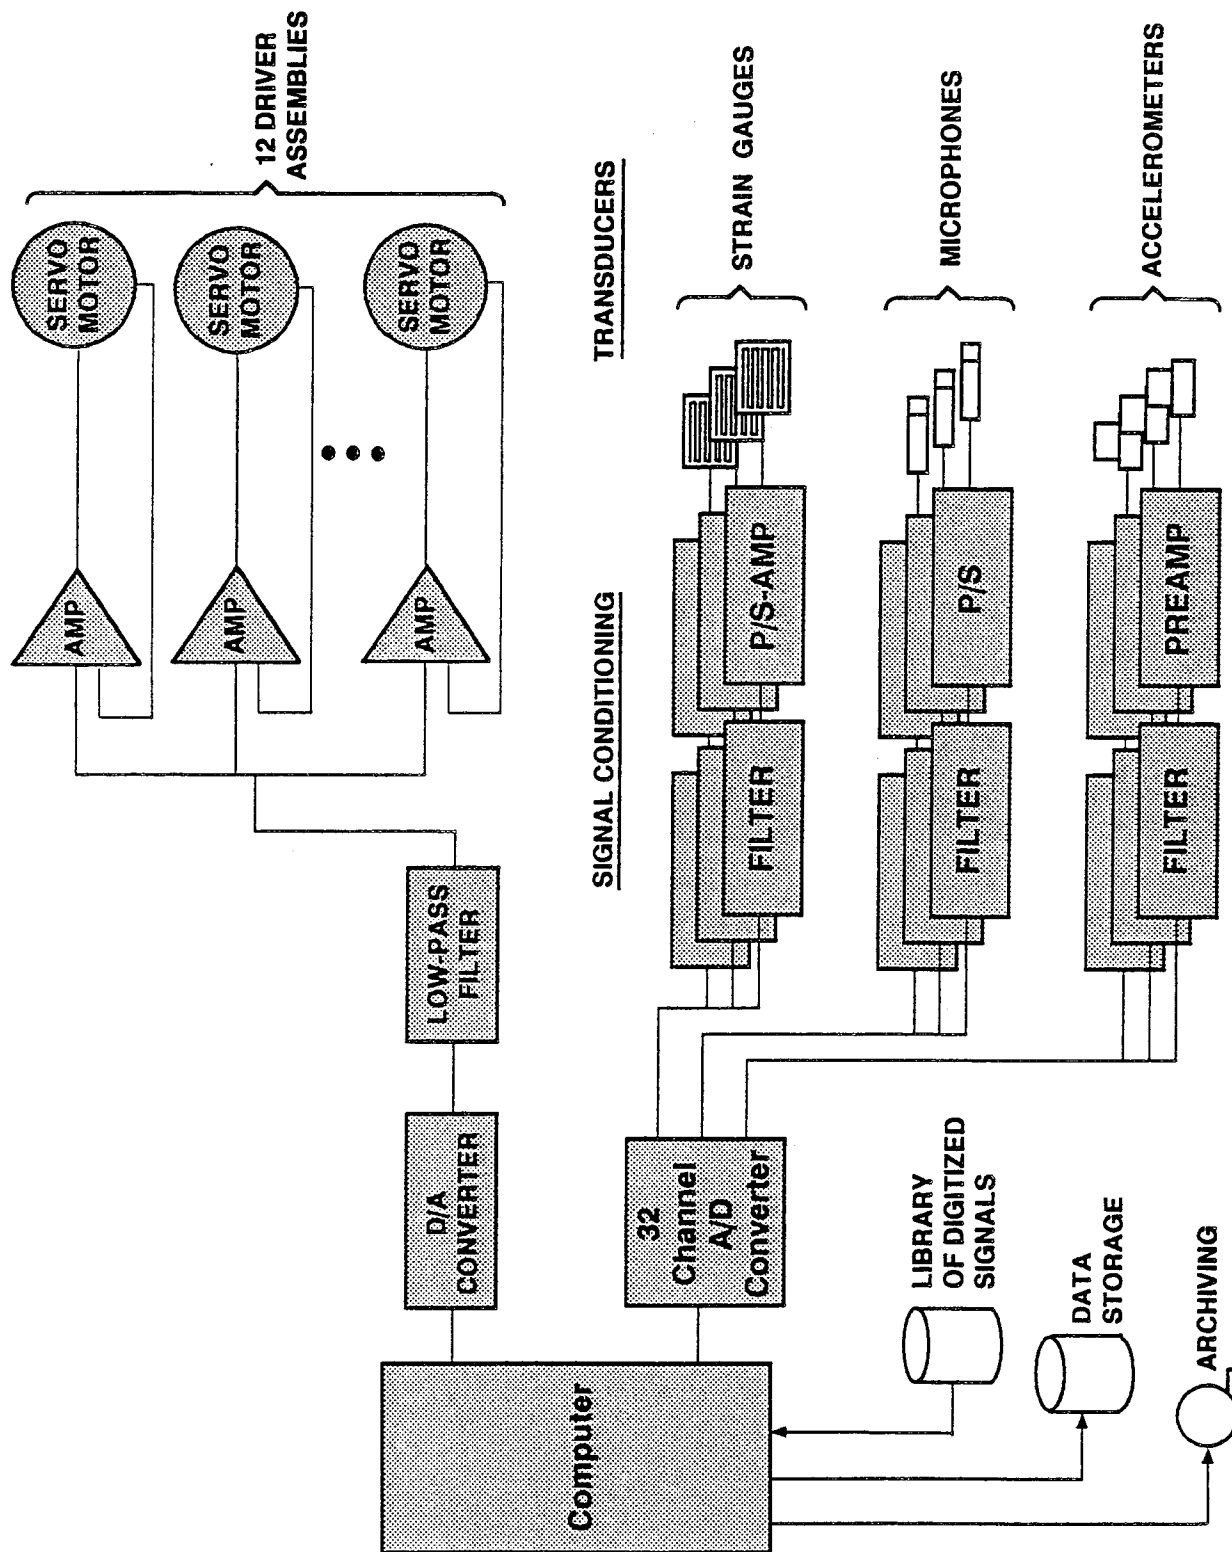 12 DRIVER
ASSEMBLIES
SERVO
MOTOR
SERVO
MOTOR
SERVO
MOTOR
AMP
AMP
AMP
LOW-PASS
FILTER
D/A
CONVERTER
Computer
32
Channel
A/D
Converter
SIGNAL CONDITIONING
TRANSDUCERS
FILTER
P/S-AMP
STRAIN GAUGES
FILTER
P/S
MICROPHONES
FILTER
PREAMP
ACCELEROMETERS
LIBRARY
OF DIGITIZED
SIGNALS
DATA
STORAGE
ARCHIVING